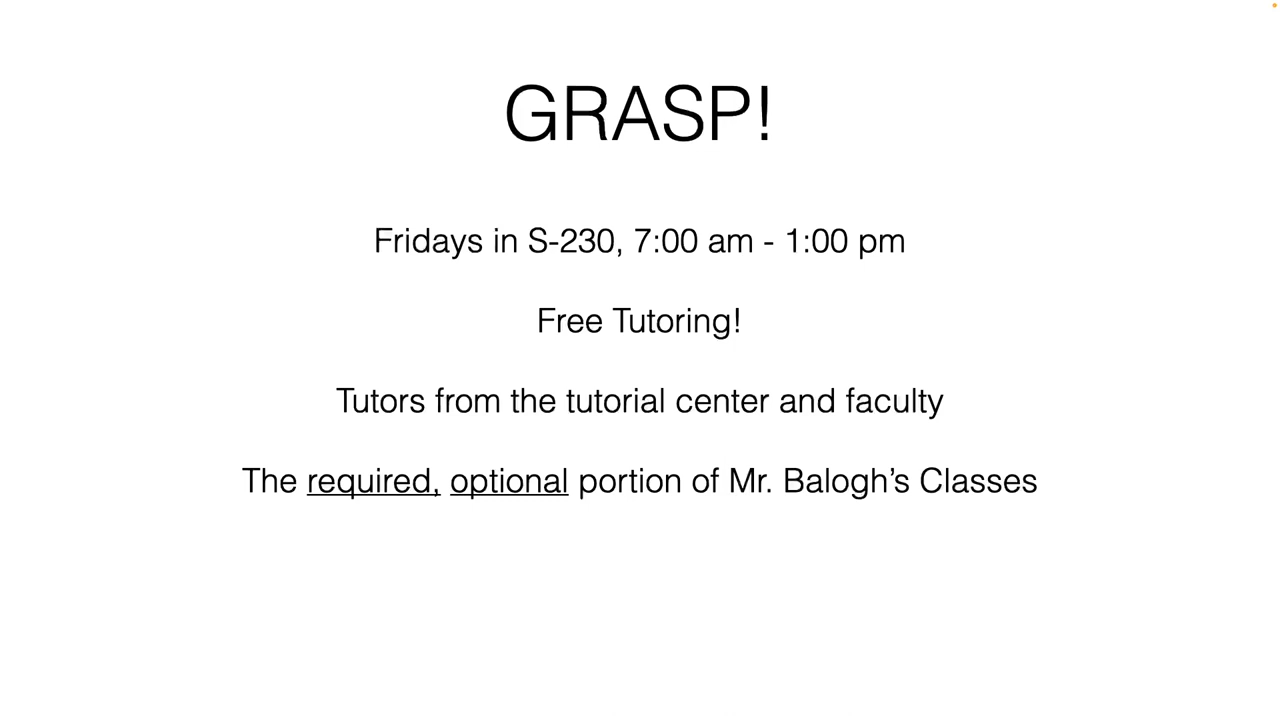 GRASP!
Fridays in S-230, 7:00 am - 1:00 pm
Free Tutoring!
Tutors from the tutorial center and faculty
The required, optional portion of Mr. Balogh’s Classes